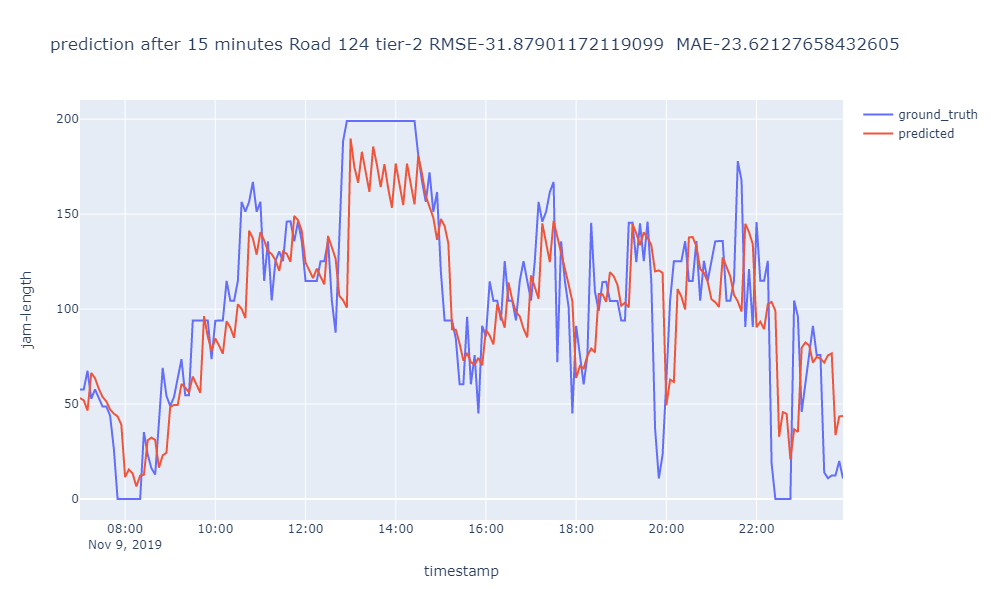 prediction after 15 minutes Road 124 tier-2 RMSE-31.87901172119099  MAE-23.62127658432605
ground_truth
predicted
200
150
100
50
0
jam-length
08:00 10:00 12:00 14:00 16:00 18:00 20:00 22:00
Nov 9, 2019
timestamp